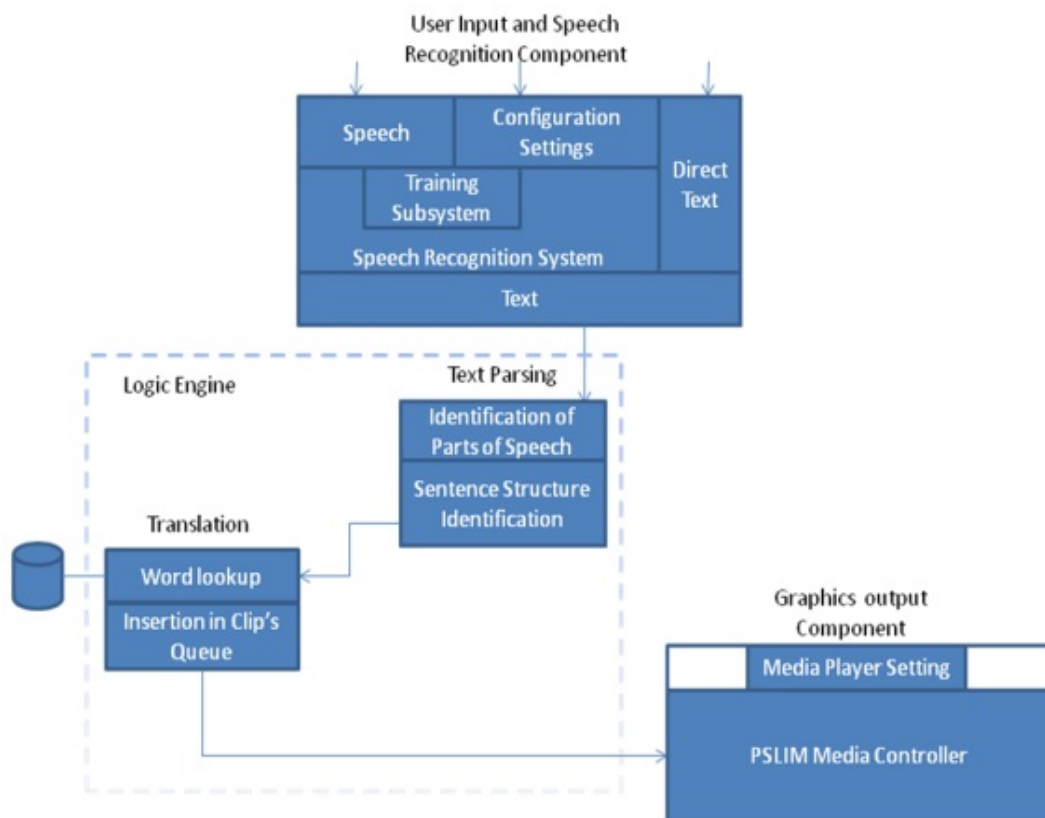 User Input and Speech
Recognition Component
Speech
Configuration
Settings
Direct
Text
Training
Subsystem
Speech Recognition System
Text
Logic Engine
Text Parsing
Identification of
Parts of Speech
Sentence Structure
Identification
Translation
Word lookup
Insertion in Clip's
Queue
Graphics output
Component
Media Player Setting
PSLIM Media Controller